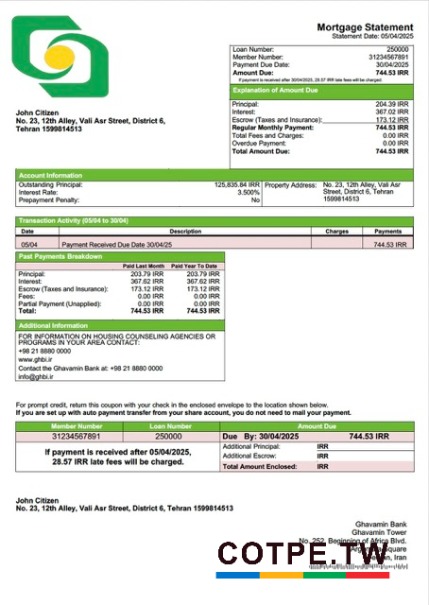 Mortgage Statement
Statement Date: 05/04/2025
Loan Number: 250000
Member Number: 31234567891
Payment Due Date: 30/04/2025
Amount Due: 744.53 IRR
If payment is received after 30/04/2025, 28.57 IRR late fees will be charged.
John Citizen
No. 23, 12th Alley, Vali Asr Street, District 6,
Tehran 1599814513
Explanation of Amount Due
Principal: 204.39 IRR
Interest: 367.02 IRR
Escrow (Taxes and Insurance): 173.12 IRR
Regular Monthly Payment: 744.53 IRR
Total Fees and Charges: 0.00 IRR
Overdue Payment: 0.00 IRR
Total Amount Due: 744.53 IRR
Account Information
Outstanding Principal: 125,835.64 IRR
Interest Rate: 3.500%
Prepayment Penalty: No
Property Address: No. 23, 12th Alley, Vali Asr
Street, District 6, Tehran
1599814513
Transaction Activity (05/04 to 30/04)
Date Description Charges Payments
05/04 Payment Received Due Date 30/04/25 744.53 IRR
Past Payments Breakdown
Paid Last Month Paid Year To Date
Principal: 203.79 IRR 203.79 IRR
Interest: 367.62 IRR 367.62 IRR
Escrow (Taxes and Insurance): 173.12 IRR 173.12 IRR
Fees: 0.00 IRR 0.00 IRR
Partial Payment (Unapplied): 0.00 IRR 0.00 IRR
Total: 744.53 IRR 744.53 IRR
Additional Information
FOR INFORMATION ON HOUSING COUNSELING AGENCIES OR
PROGRAMS IN YOUR AREA CONTACT:
+98 21 8880 0000
www.ghbi.ir
Contact the Ghavamin Bank at: +98 21 8880 0000
info@ghbi.ir
For prompt credit, return this coupon with your check in the enclosed envelope to the location shown below.
If you are set up with auto payment transfer from your share account, you do not need to mail your payment.
Member Number Loan Number Amount Due
31234567891 250000 Due By: 30/04/2025 744.53 IRR
If payment is received after 05/04/2025,
28.57 IRR late fees will be charged.
Additional Principal: IRR
Additional Escrow: IRR
Total Amount Enclosed: IRR
John Citizen
No. 23, 12th Alley, Vali Asr Street, District 6, Tehran 1599814513
Ghavamin Bank
Ghavamin Tower
No. 252, Beginning of Africa Blvd.
Square
Iran
COTPE.TW